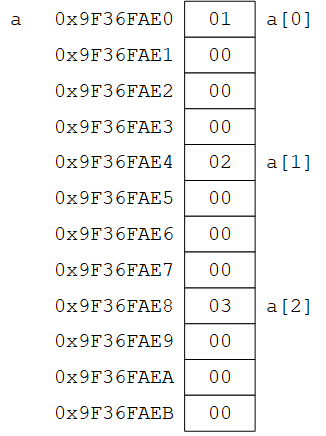 a 0x9F36FAE0 01 a[0]
0x9F36FAE1 00
0x9F36FAE2 00
0x9F36FAE3 00
0x9F36FAE4 02 a[1]
0x9F36FAE5 00
0x9F36FAE6 00
0x9F36FAE7 00
0x9F36FAE8 03 a[2]
0x9F36FAE9 00
0x9F36FAEA 00
0x9F36FAEB 00